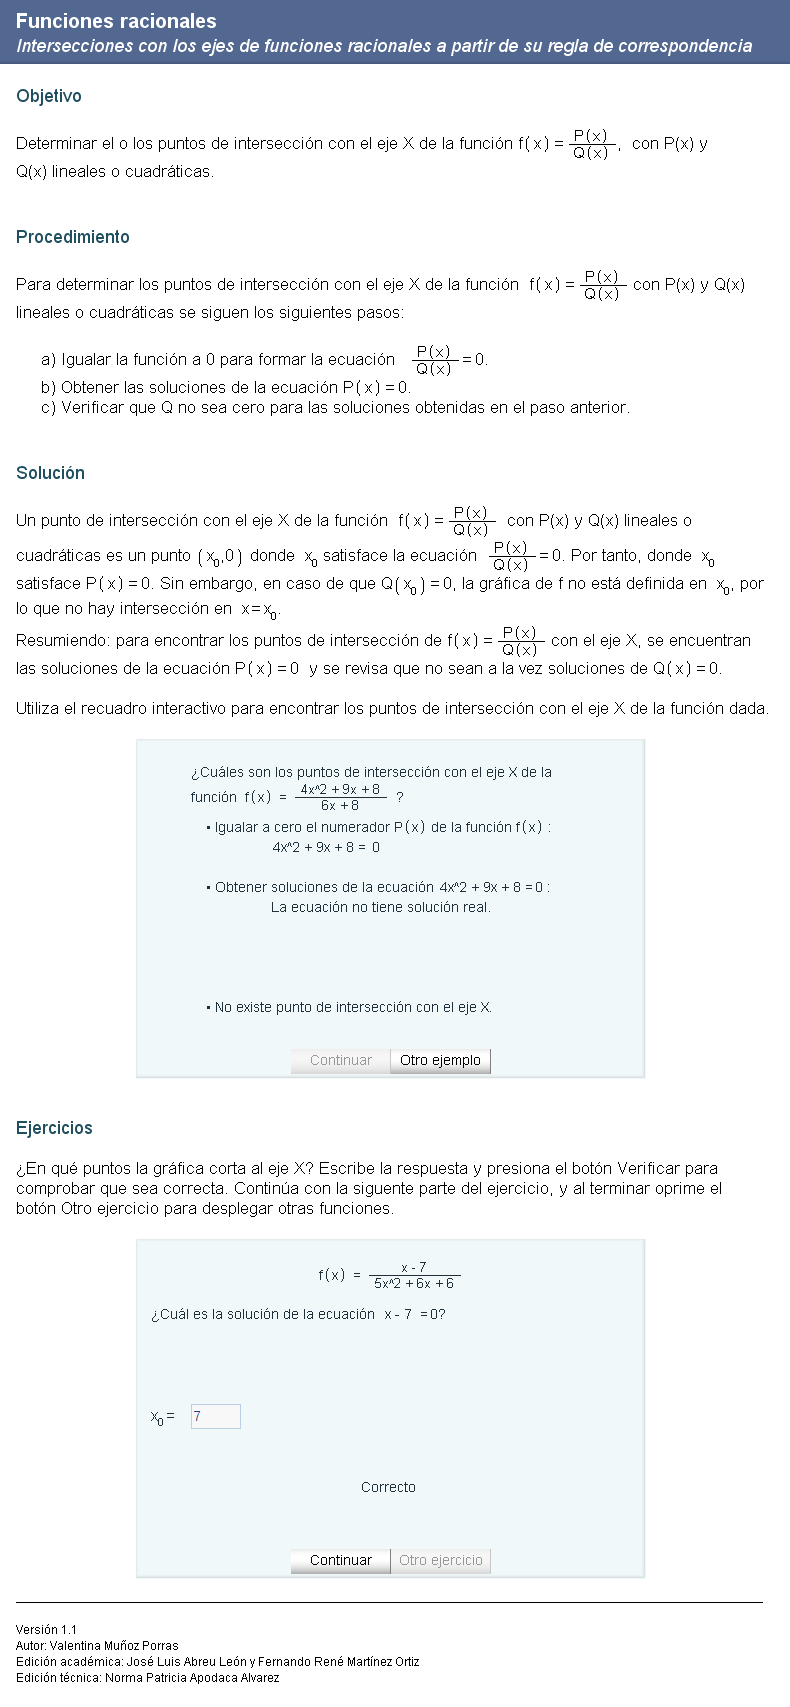 Funciones racionales
Intersecciones con los ejes de funciones racionales a partir de su regla de correspondencia
Objetivo
Determinar el o los puntos de intersección con el eje X de la función f(x) = P(x)/Q(x), con P(x) y
Q(x) lineales o cuadráticas.
Procedimiento
Para determinar los puntos de intersección con el eje X de la función f(x) = P(x)/Q(x) con P(x) y Q(x)
lineales o cuadráticas se siguen los siguientes pasos:
a) Igualar la función a 0 para formar la ecuación P(x)/Q(x) = 0.
b) Obtener las soluciones de la ecuación P(x) = 0.
c) Verificar que Q no sea cero para las soluciones obtenidas en el paso anterior.
Solución
Un punto de intersección con el eje X de la función f(x) = P(x)/Q(x) con P(x) y Q(x) lineales o
cuadráticas es un punto (x₀,0) donde x₀ satisface la ecuación P(x)/Q(x) = 0. Por tanto, donde x₀
satisface P(x) = 0. Sin embargo, en caso de que Q(x₀) = 0, la gráfica de f no está definida en x₀, por
lo que no hay intersección en x=x₀.
Resumiendo: para encontrar los puntos de intersección de f(x) = P(x)/Q(x) con el eje X, se encuentran
las soluciones de la ecuación P(x) = 0 y se revisa que no sean a la vez soluciones de Q(x) = 0.
Utiliza el recuadro interactivo para encontrar los puntos de intersección con el eje X de la función dada.
¿Cuáles son los puntos de intersección con el eje X de la
función f(x) = 4x^2 + 9x + 8/6x + 8 ?
• Igualar a cero el numerador P(x) de la función f(x) :
4x^2 + 9x + 8 = 0
• Obtener soluciones de la ecuación 4x^2 + 9x + 8 = 0 :
La ecuación no tiene solución real.
• No existe punto de intersección con el eje X.
Continuar Otro ejemplo
Ejercicios
¿En qué puntos la gráfica corta al eje X? Escribe la respuesta y presiona el botón Verificar para
comprobar que sea correcta. Continúa con la siguente parte del ejercicio, y al terminar oprime el
botón Otro ejercicio para desplegar otras funciones.
f(x) = x - 7/5x^2 + 6x + 6
¿Cuál es la solución de la ecuación x - 7 = 0?
x₀ = 7
Correcto
Continuar Otro ejercicio
Versión 1.1
Autor: Valentina Muñoz Porras
Edición académica: José Luis Abreu León y Fernando René Martínez Ortiz
Edición técnica: Norma Patricia Apodaca Alvarez